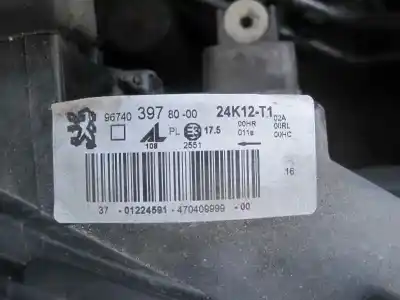 96740 397 80-00 24K12-T1
02A
AL PL 17.5 00HR 00RL
108 2551 011s 00HC
16
37 - 01224591 - 470409999 - 00